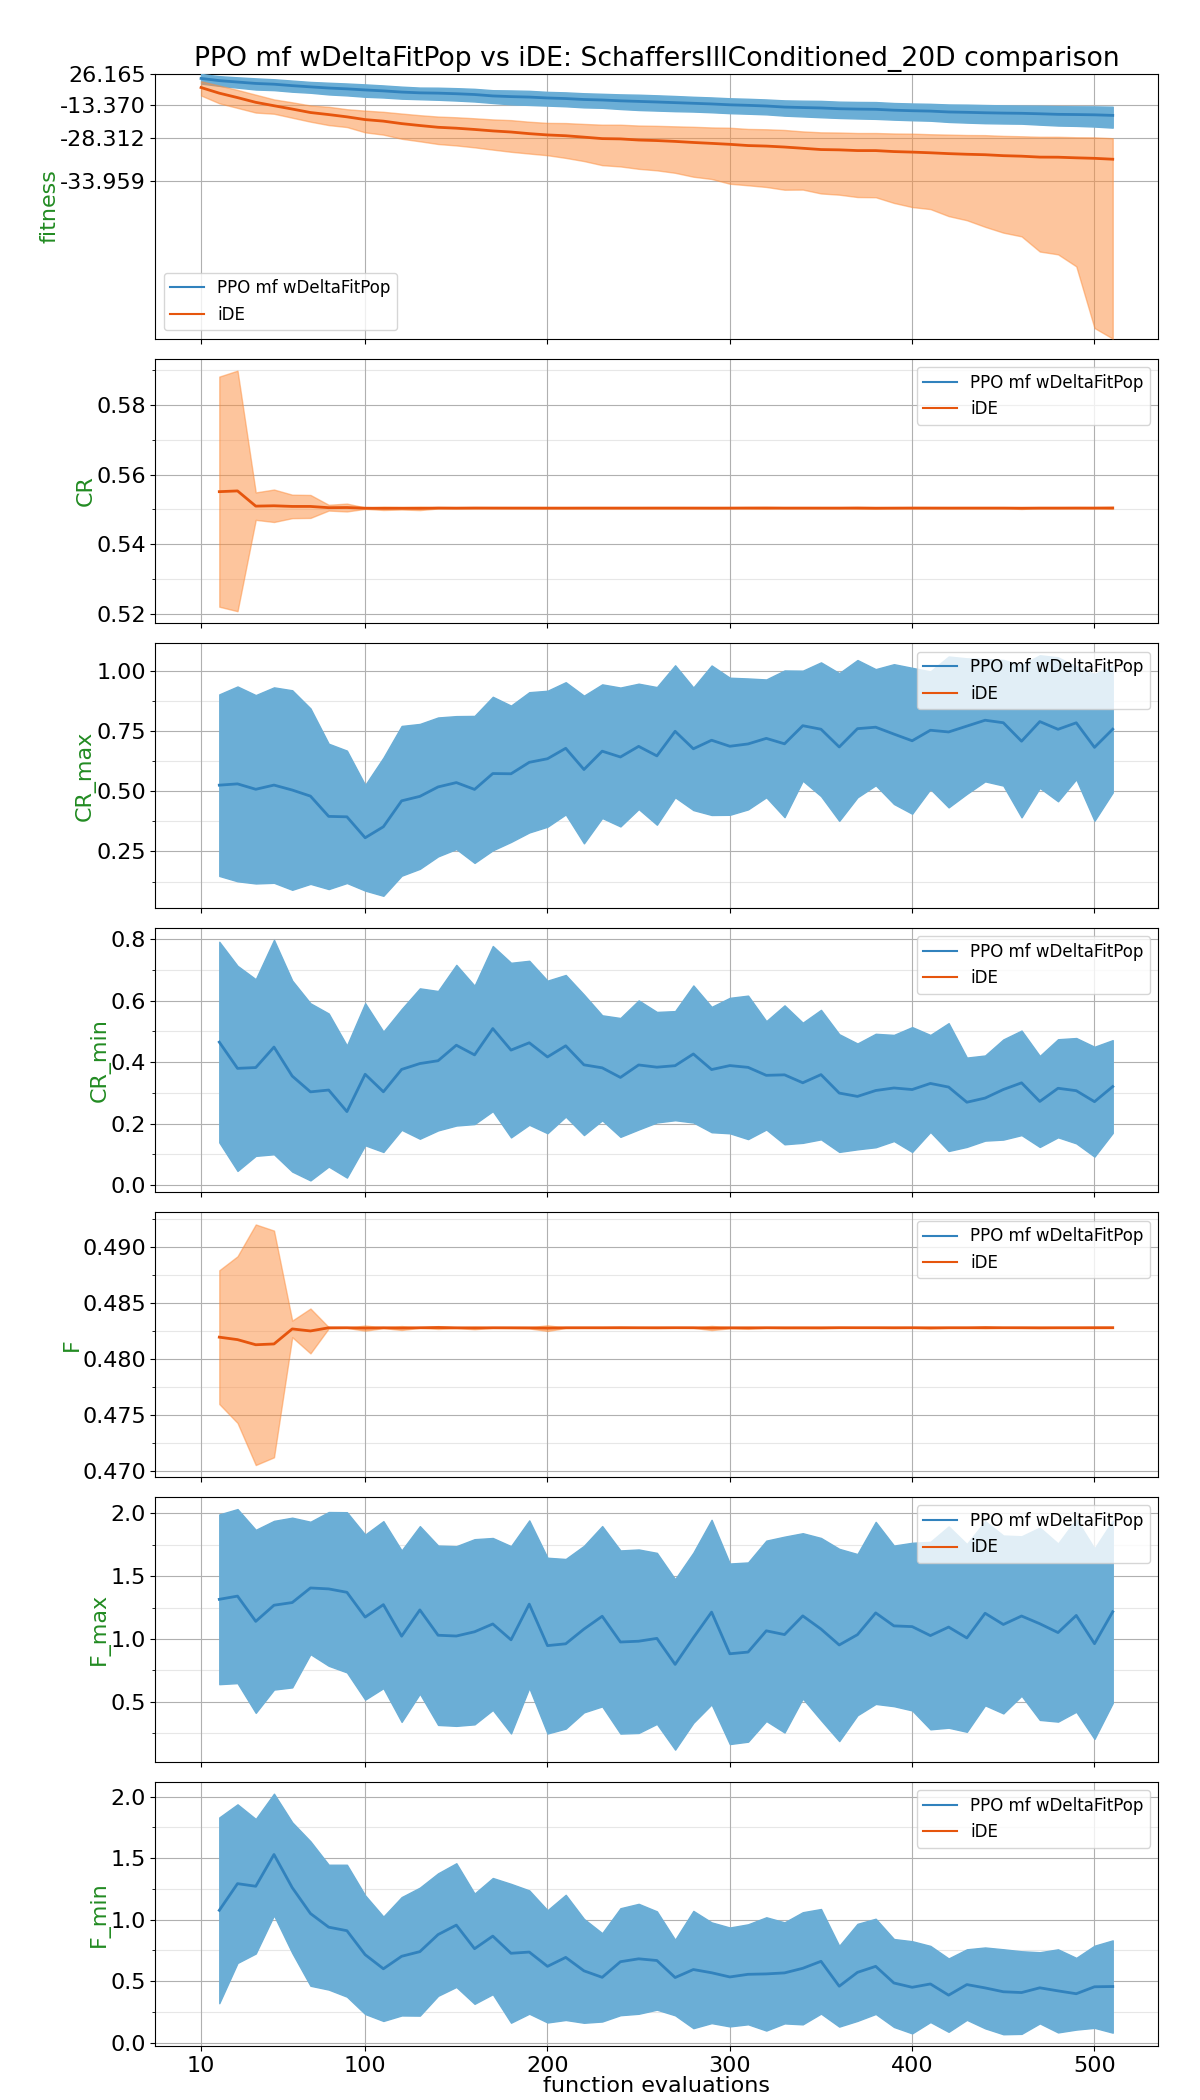 PPO mf wDeltaFitPop vs iDE: SchaffersIllConditioned_20D comparison
26.165
-13.370
-28.312
-33.959
fitness
PPO mf wDeltaFitPop
iDE
0.58
0.56
0.54
0.52
CR
PPO mf wDeltaFitPop
iDE
1.00
0.75
0.50
0.25
CR_max
PPO mf wDeltaFitPop
iDE
0.8
0.6
0.4
0.2
0.0
CR_min
PPO mf wDeltaFitPop
iDE
0.490
0.485
0.480
0.475
0.470
F
PPO mf wDeltaFitPop
iDE
2.0
1.5
1.0
0.5
F_max
PPO mf wDeltaFitPop
iDE
2.0
1.5
1.0
0.5
0.0
F_min
PPO mf wDeltaFitPop
iDE
10 100 200 300 400 500
function evaluations